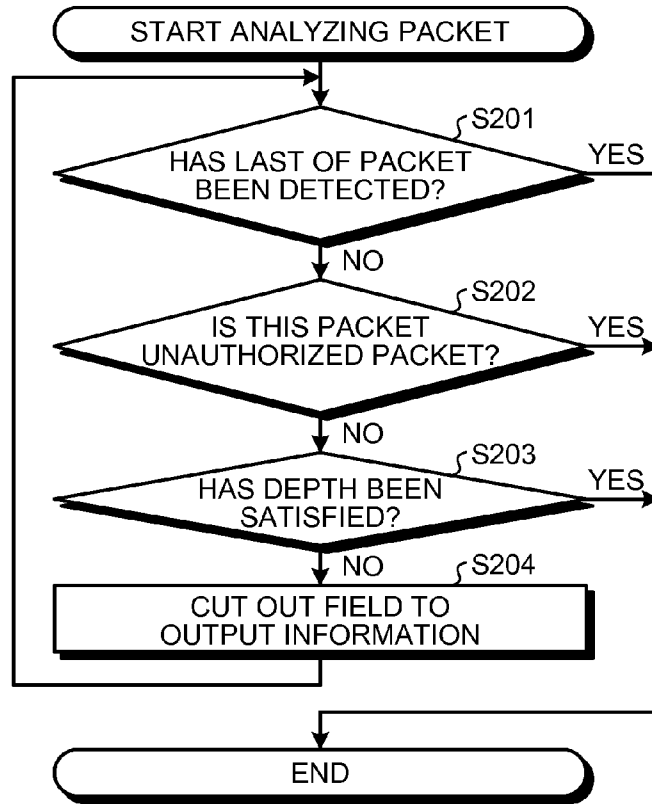 START ANALYZING PACKET
S201
HAS LAST OF PACKET
BEEN DETECTED?
YES
NO
S202
IS THIS PACKET
UNAUTHORIZED PACKET?
YES
NO
S203
HAS DEPTH BEEN
SATISFIED?
YES
NO
S204
CUT OUT FIELD TO
OUTPUT INFORMATION
END